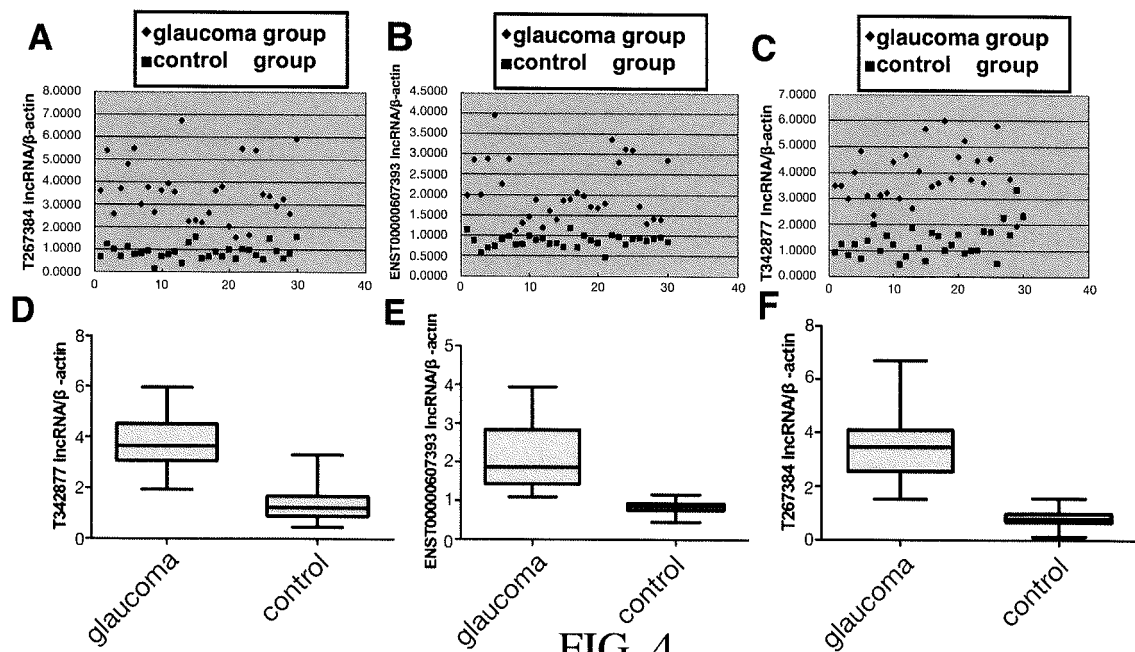 A
◆glaucoma group
■control group
T267384 lncRNA/β-actin
8.0000
7.0000
6.0000
5.0000
4.0000
3.0000
2.0000
1.0000
0.0000
0 10 20 30 40
B
◆glaucoma group
■control group
ENST00000607393 lncRNA/β-actin
4.5000
4.0000
3.5000
3.0000
2.5000
2.0000
1.5000
1.0000
0.5000
0.0000
0 10 20 30 40
C
◆glaucoma group
■control group
T342877 lncRNA/β-actin
7.0000
6.0000
5.0000
4.0000
3.0000
2.0000
1.0000
0.0000
0 10 20 30 40
D
T342877 lncRNA/β -actin
8
6
4
2
0
glaucoma control
E
ENST00000607393 lncRNA/β -actin
5
4
3
2
1
0
glaucoma control
F
T267384 lncRNA/β -actin
8
6
4
2
0
glaucoma control
FIG. 4